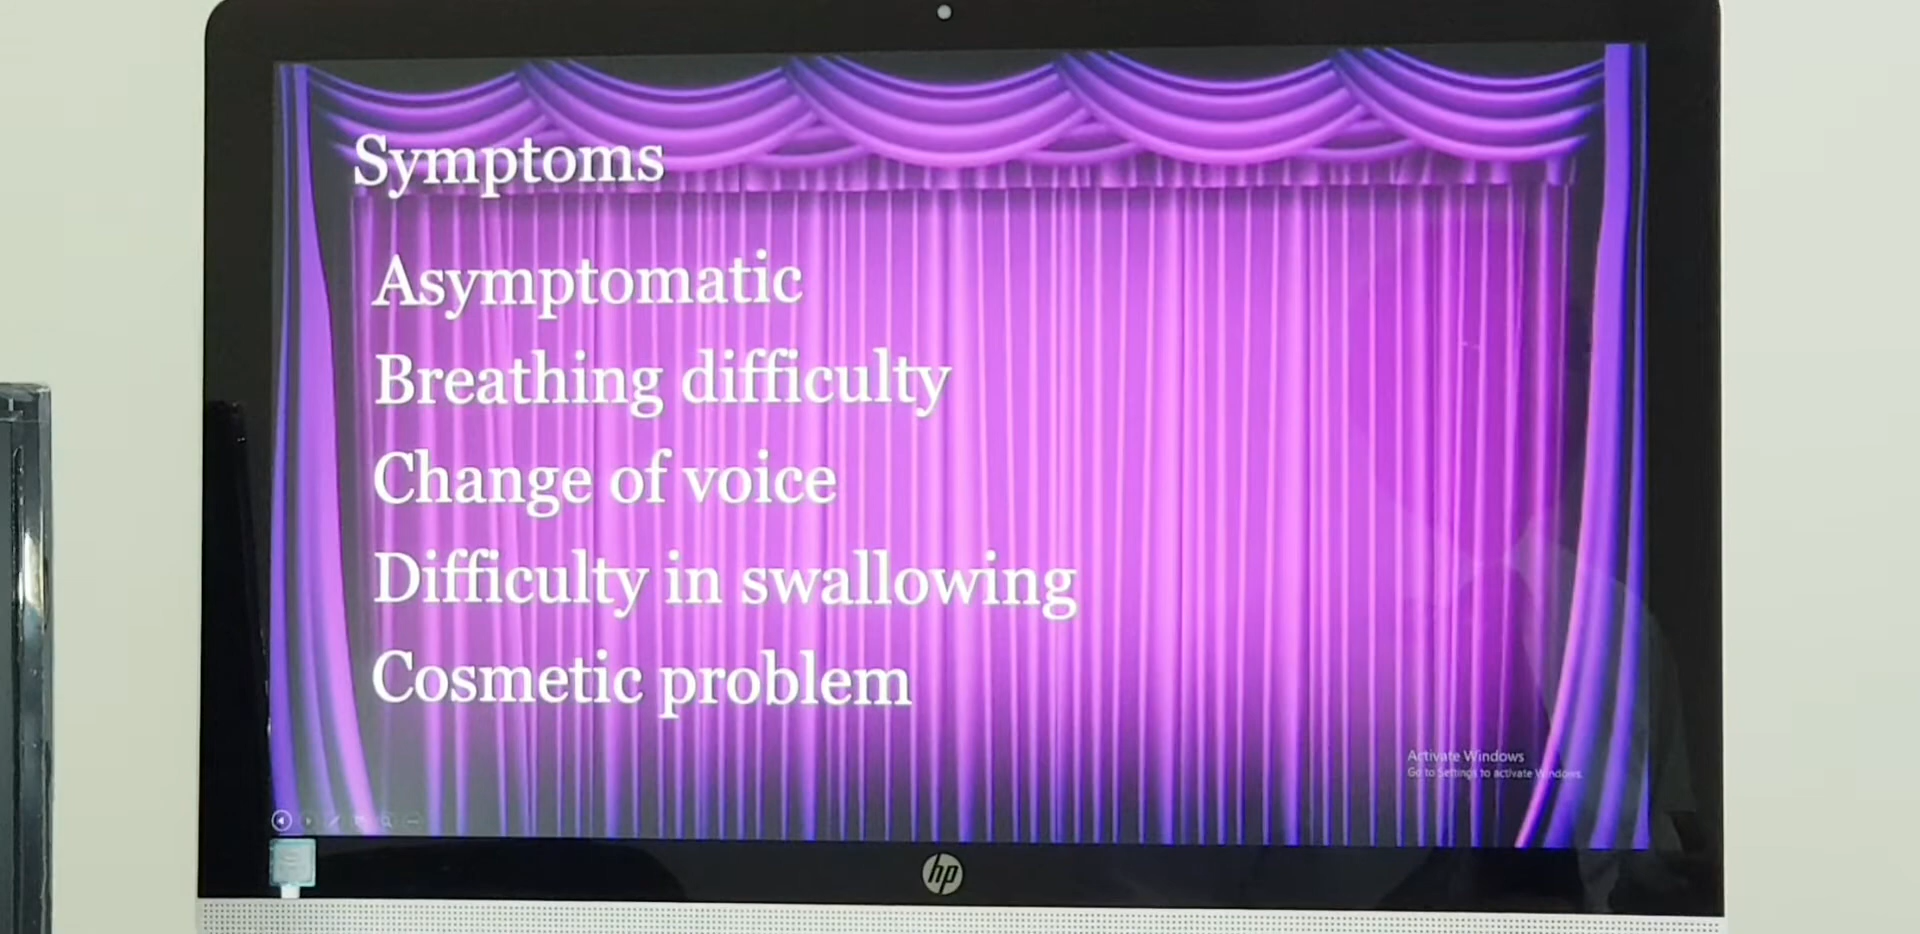 Symptoms
Asymptomatic
Breathing difficulty
Change of voice
Difficulty in swallowing
Cosmetic problem
Activate Windows
Go to Settings to activate Windows.
hp